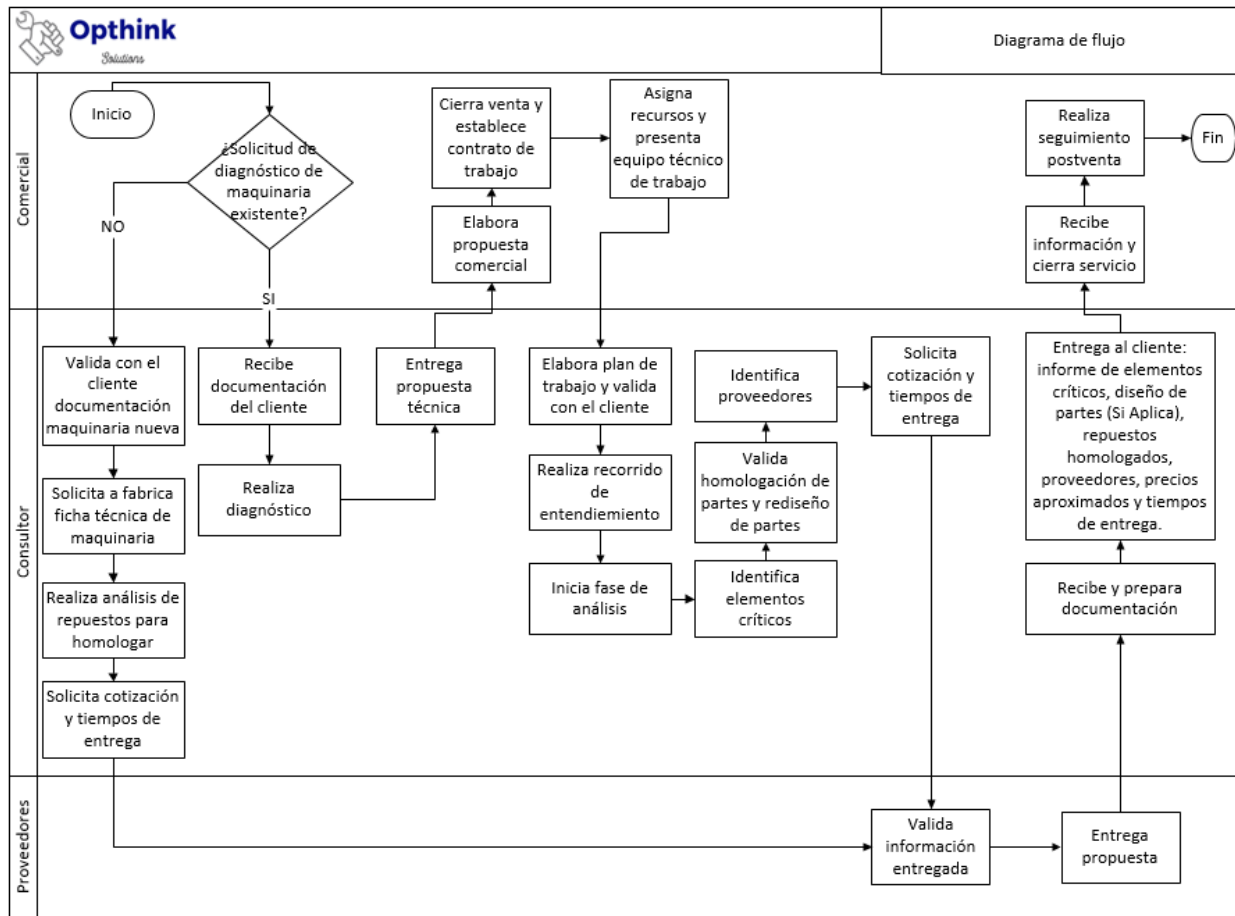 Opthink
Solutions
Diagrama de flujo
Comercial
Inicio
¿Solicitud de
diagnóstico de
maquinaria
existente?
NO
SI
Cierra venta y
establece
contrato de
trabajo
Elabora
propuesta
comercial
Asigna
recursos y
presenta
equipo técnico
de trabajo
Realiza
seguimiento
postventa
Fin
Recibe
información y
cierra servicio
Consultor
Valida con el
cliente
documentación
maquinaria nueva
Solicita a fabrica
ficha técnica de
maquinaria
Realiza análisis de
repuestos para
homologar
Solicita cotización
y tiempos de
entrega
Recibe
documentación
del cliente
Realiza
diagnóstico
Entrega
propuesta
técnica
Elabora plan de
trabajo y valida
con el cliente
Realiza recorrido
de
entendimiento
Inicia fase de
análisis
Identifica
elementos
críticos
Valida
homologación de
partes y rediseño
de partes
Identifica
proveedores
Solicita
cotización y
tiempos de
entrega
Entrega al cliente:
informe de elementos
críticos, diseño de
partes (Si Aplica),
repuestos
homologados,
proveedores, precios
aproximados y tiempos
de entrega.
Recibe y prepara
documentación
Proveedores
Valida
información
entregada
Entrega
propuesta